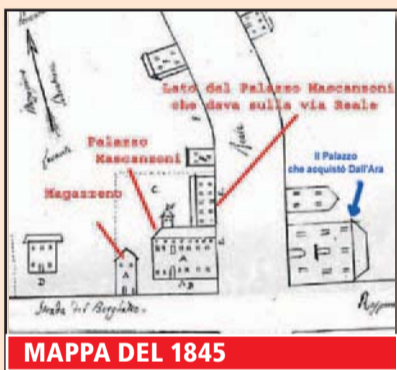 Lato del Palazzo Mascanzoni
che dava sulla via Reale
Palazzo
Mascanzoni
Magazzeno
Il Palazzo
che acquistò Dall'Ara
Reale
C
A
A
A B
D
Strada del Borghetto
MAPPA DEL 1845